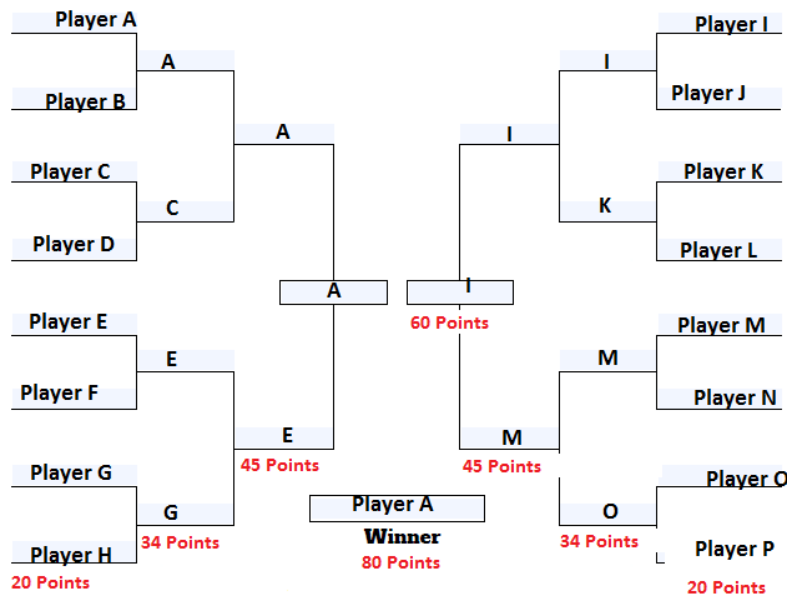 Player A
Player I
A
I
Player B
Player J
A
I
Player C
Player K
C
K
Player D
Player L
A
I
60 Points
Player E
Player M
E
M
Player F
Player N
E
M
45 Points
45 Points
Player G
Player O
G
O
Player A
34 Points
34 Points
Winner
Player H
Player P
80 Points
20 Points
20 Points